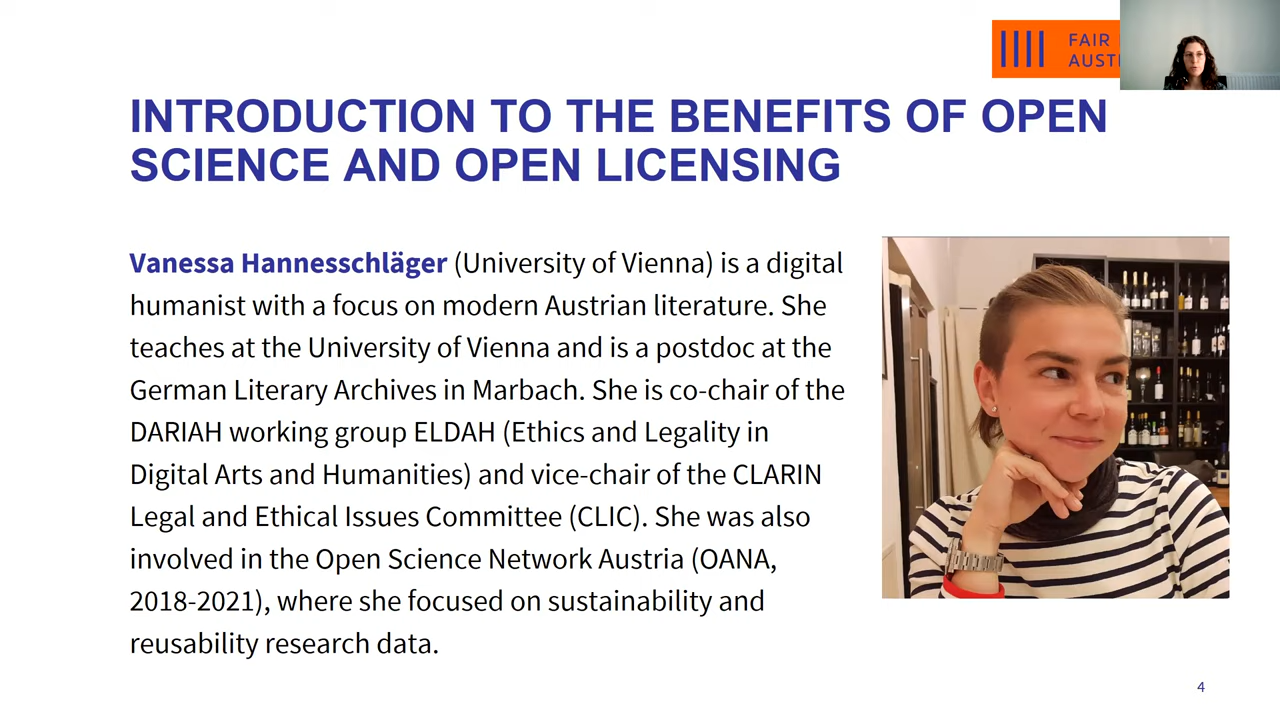 FAIR
AUST
INTRODUCTION TO THE BENEFITS OF OPEN
SCIENCE AND OPEN LICENSING
Vanessa Hannesschläger (University of Vienna) is a digital
humanist with a focus on modern Austrian literature. She
teaches at the University of Vienna and is a postdoc at the
German Literary Archives in Marbach. She is co-chair of the
DARIAH working group ELDAH (Ethics and Legality in
Digital Arts and Humanities) and vice-chair of the CLARIN
Legal and Ethical Issues Committee (CLIC). She was also
involved in the Open Science Network Austria (OANA,
2018-2021), where she focused on sustainability and
reusability research data.
4